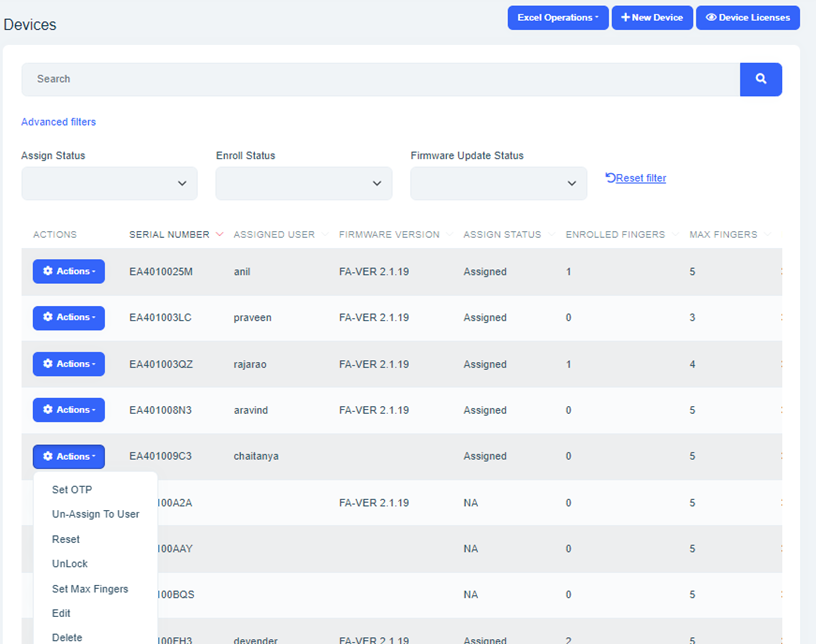 Devices
Excel Operations
New Device
Device Licenses
Search
Advanced filters
Assign Status
Enroll Status
Firmware Update Status
Reset filter
ACTIONS SERIAL NUMBER ASSIGNED USER FIRMWARE VERSION ASSIGN STATUS ENROLLED FINGERS MAX FINGERS
Actions EA4010025M anil FA-VER 2.1.19 Assigned 1 5
Actions EA401003LC praveen FA-VER 2.1.19 Assigned 0 3
Actions EA401003QZ rajarao FA-VER 2.1.19 Assigned 1 4
Actions EA401008N3 aravind FA-VER 2.1.19 Assigned 0 5
Actions EA401009C3 chaitanya Assigned 0 5
Set OTP
100A2A FA-VER 2.1.19 NA 0 5
Un-Assign To User
Reset
100AAY NA 0 5
UnLock
Set Max Fingers
100BQS NA 0 5
Edit
Delete
devender FA-VER 2.1.19 Assigned 2 5